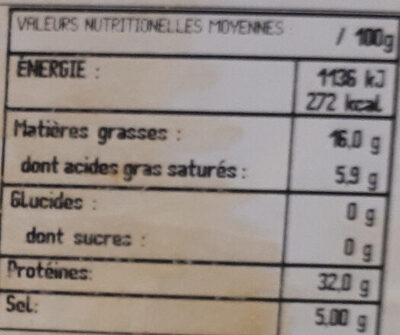 VALEURS NUTRITIONELLES MOYENNES : / 100g
ÉNERGIE : 1136 kJ
272 kcal
Matières grasses : 16,0 g
dont acides gras saturés : 5,9 g
Glucides : 0 g
dont sucres : 0 g
Protéines: 32,0 g
Sel: 5,00 g